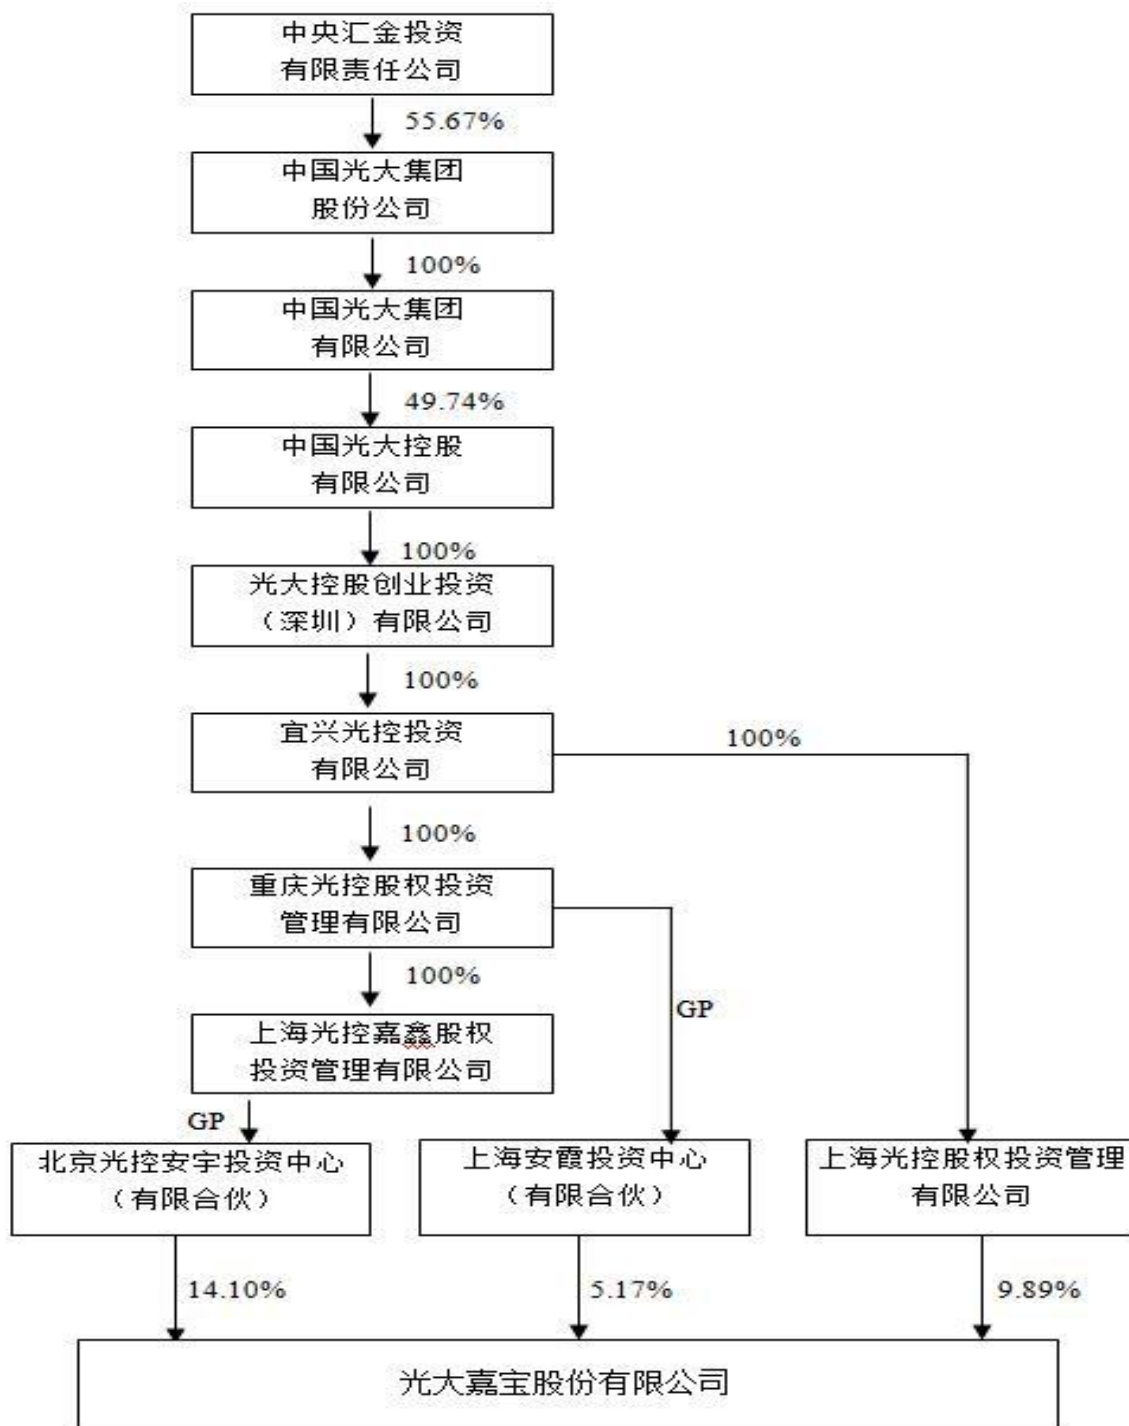 中央汇金投资
有限责任公司
55.67%
中国光大集团
股份公司
100%
中国光大集团
有限公司
49.74%
中国光大控股
有限公司
100%
光大控股创业投资
（深圳）有限公司
100%
宜兴光控投资
有限公司
100%
100%
重庆光控股权投资
管理有限公司
100%
GP
上海光控嘉鑫股权
投资管理有限公司
GP
北京光控安宇投资中心
（有限合伙）
上海安霞投资中心
（有限合伙）
上海光控股权投资管理
有限公司
14.10%
5.17%
9.89%
光大嘉宝股份有限公司